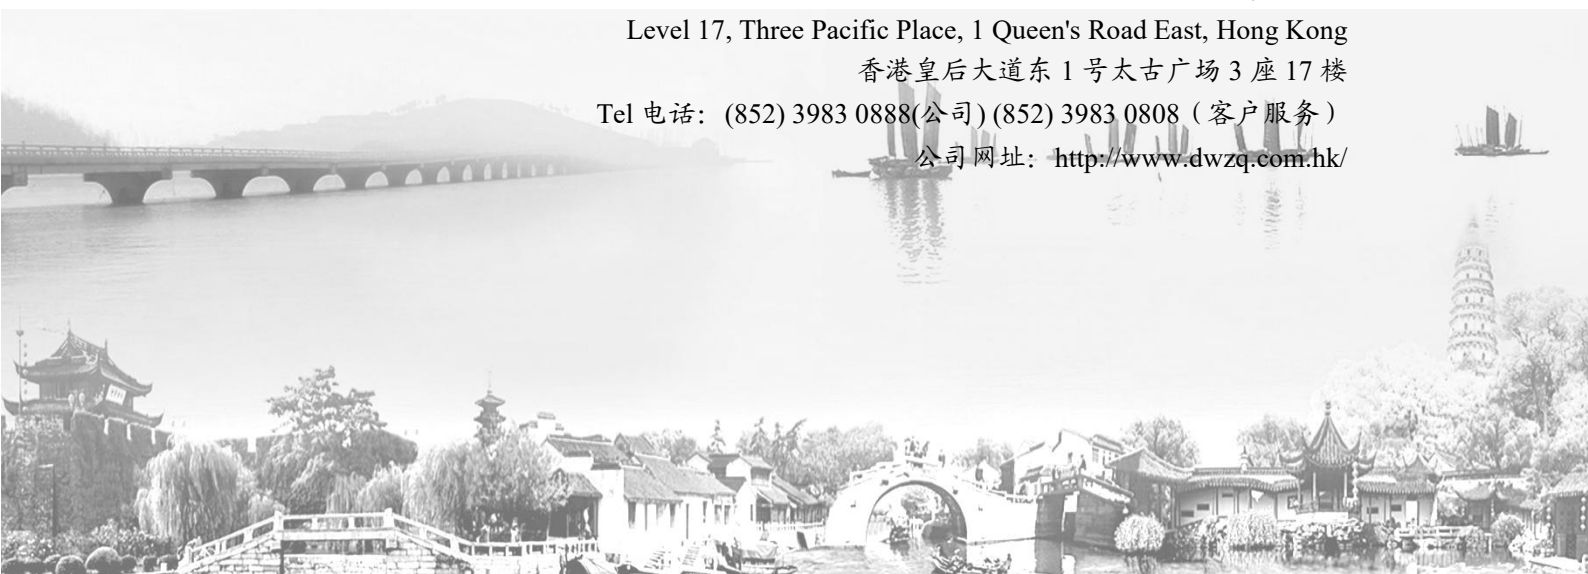 Level 17, Three Pacific Place, 1 Queen's Road East, Hong Kong
香港皇后大道东 1 号太古广场 3 座 17 楼
Tel 电话：(852) 3983 0888(公司) (852) 3983 0808（客户服务）
公司网址：http://www.dwzq.com.hk/